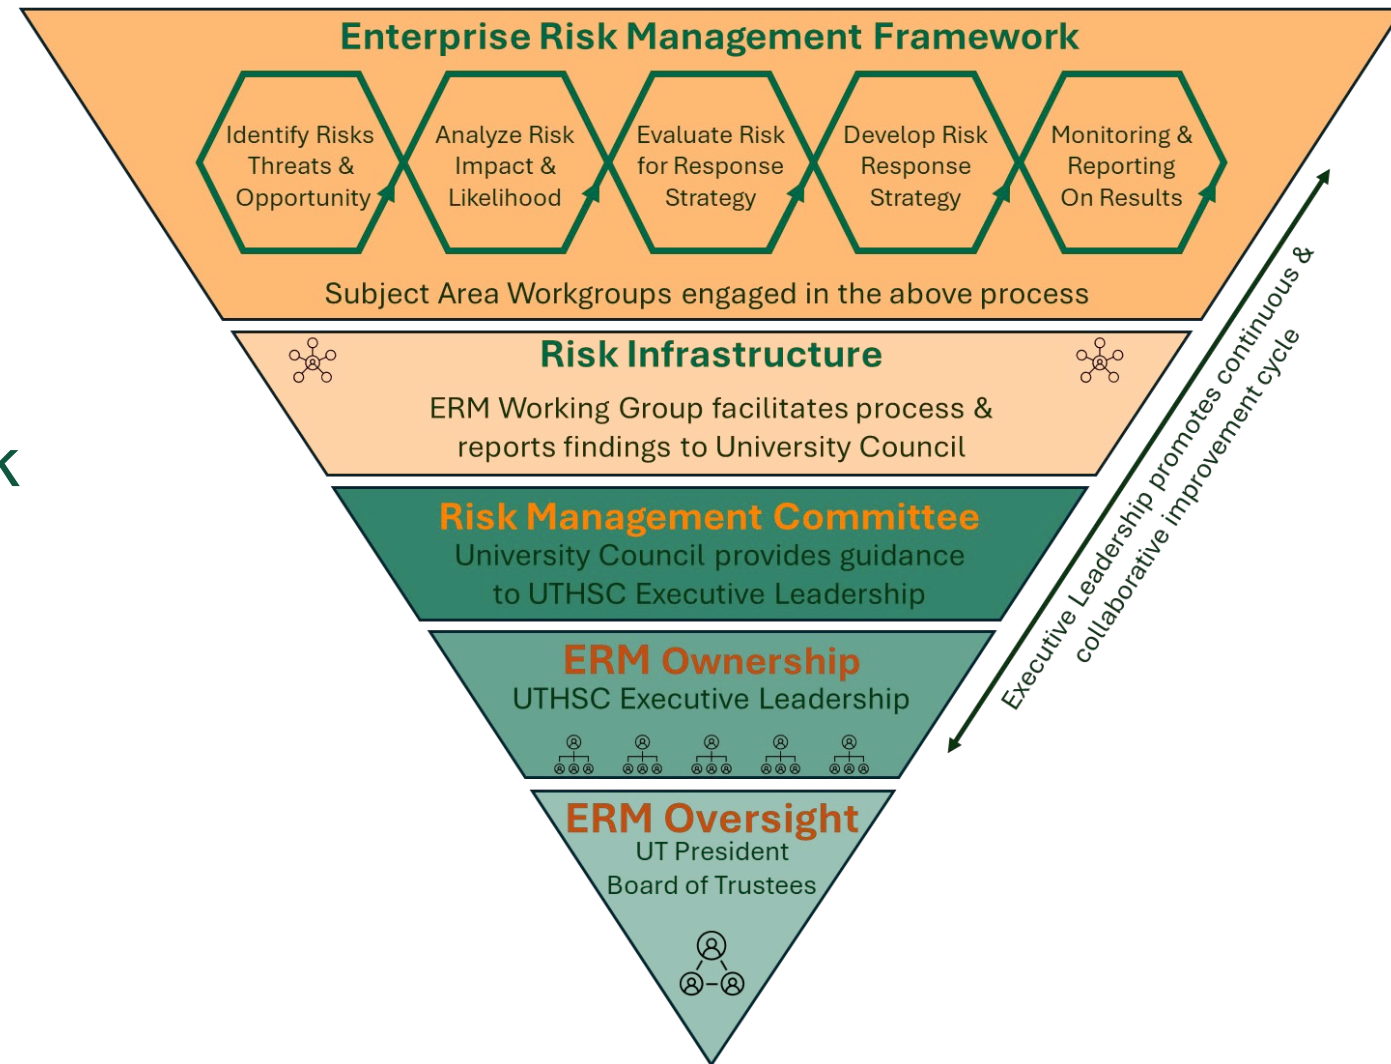 Enterprise Risk Management Framework
Identify Risks
Threats &
Opportunity
Analyze Risk
Impact &
Likelihood
Evaluate Risk
for Response
Strategy
Develop Risk
Response
Strategy
Monitoring &
Reporting
On Results
Subject Area Workgroups engaged in the above process
Risk Infrastructure
ERM Working Group facilitates process &
reports findings to University Council
k
Risk Management Committee
University Council provides guidance
to UTHSC Executive Leadership
ERM Ownership
UTHSC Executive Leadership
ERM Oversight
UT President
Board of Trustees
Executive Leadership promotes continuous &
collaborative improvement cycle